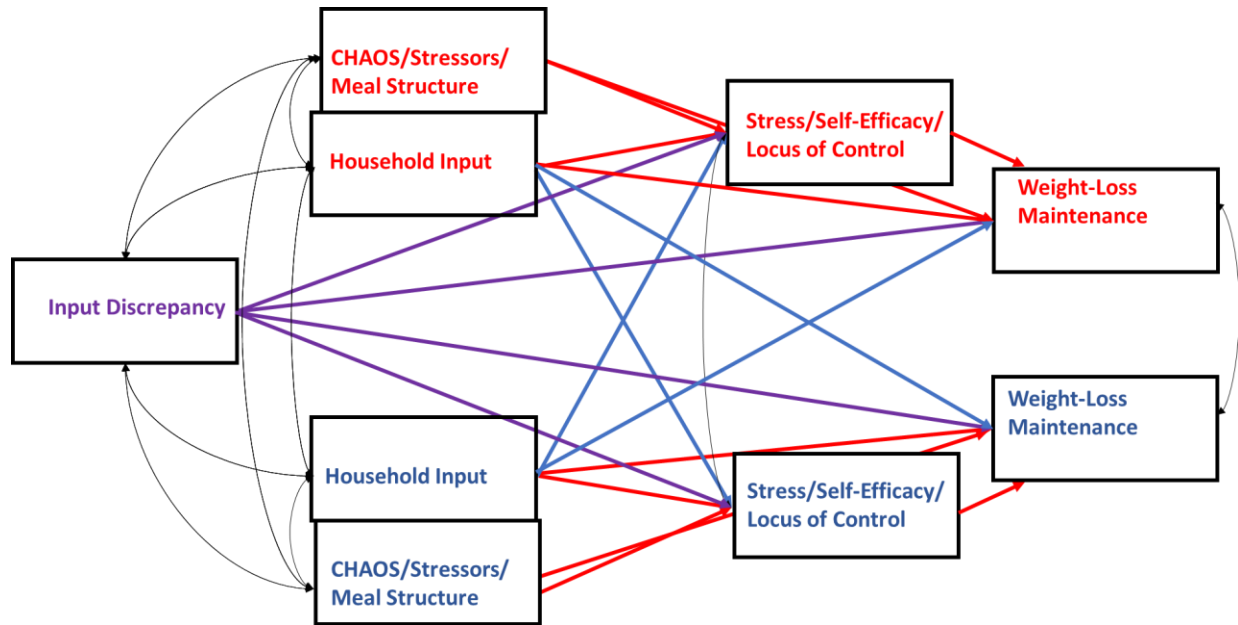 CHAOS/Stressors/
Meal Structure
Household Input
Stress/Self-Efficacy/
Locus of Control
Weight-Loss
Maintenance
Input Discrepancy
Household Input
CHAOS/Stressors/
Meal Structure
Stress/Self-Efficacy/
Locus of Control
Weight-Loss
Maintenance